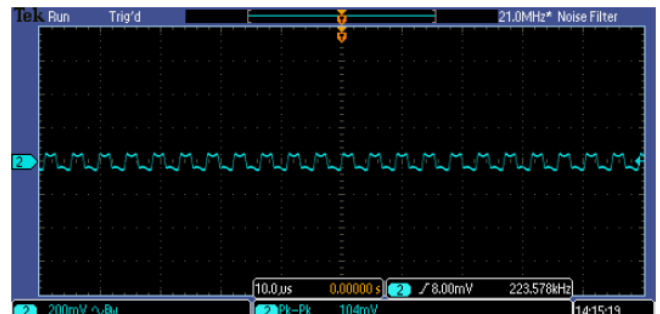 Tek Run Trig'd 21.0MHz* Noise Filter
T
T
2
10.0µs 0.00000 s 2 8.00mV 223.578kHz
2 200mV Bw 2 Pk-Pk 104mV 14:15:19